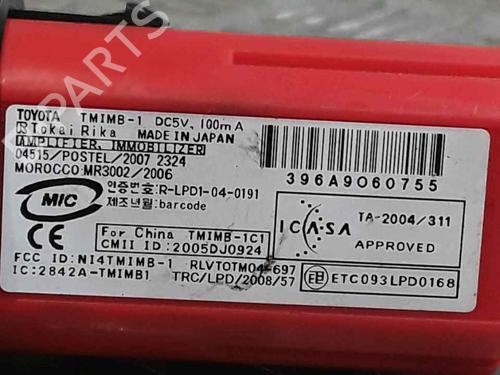 B-PARTS
TOYOTA TMIMB-1 DC5V, 100mA
Tokai Rika MADE IN JAPAN
AMPLIFIER, IMMOBILIZER
04515/POSTEL/2007 2324
MOROCCO:MR3002/2006
MIC
인증번호:R-LPD1-04-0191
제조년월:barcode
396A9060755
ICASA
TA-2004/311
APPROVED
CE
For China TMIMB-1C1
CMII ID:2005DJ0924
FCC ID:NI4TMIMB-1 RLVTOTM04-697
IC:2842A-TMIMB1 TRC/LPD/2008/57
ETC093LPD0168